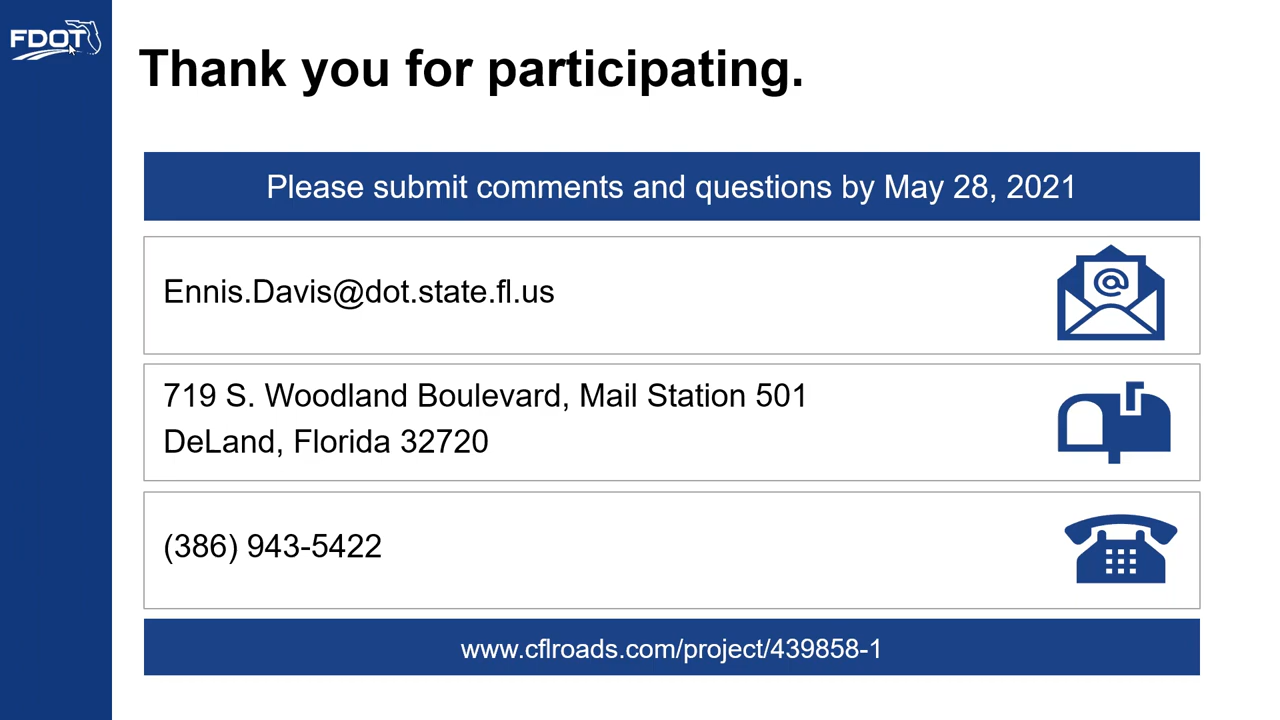 FDOT
Thank you for participating.
Please submit comments and questions by May 28, 2021
Ennis.Davis@dot.state.fl.us
@
719 S. Woodland Boulevard, Mail Station 501
DeLand, Florida 32720
(386) 943-5422
www.cflroads.com/project/439858-1